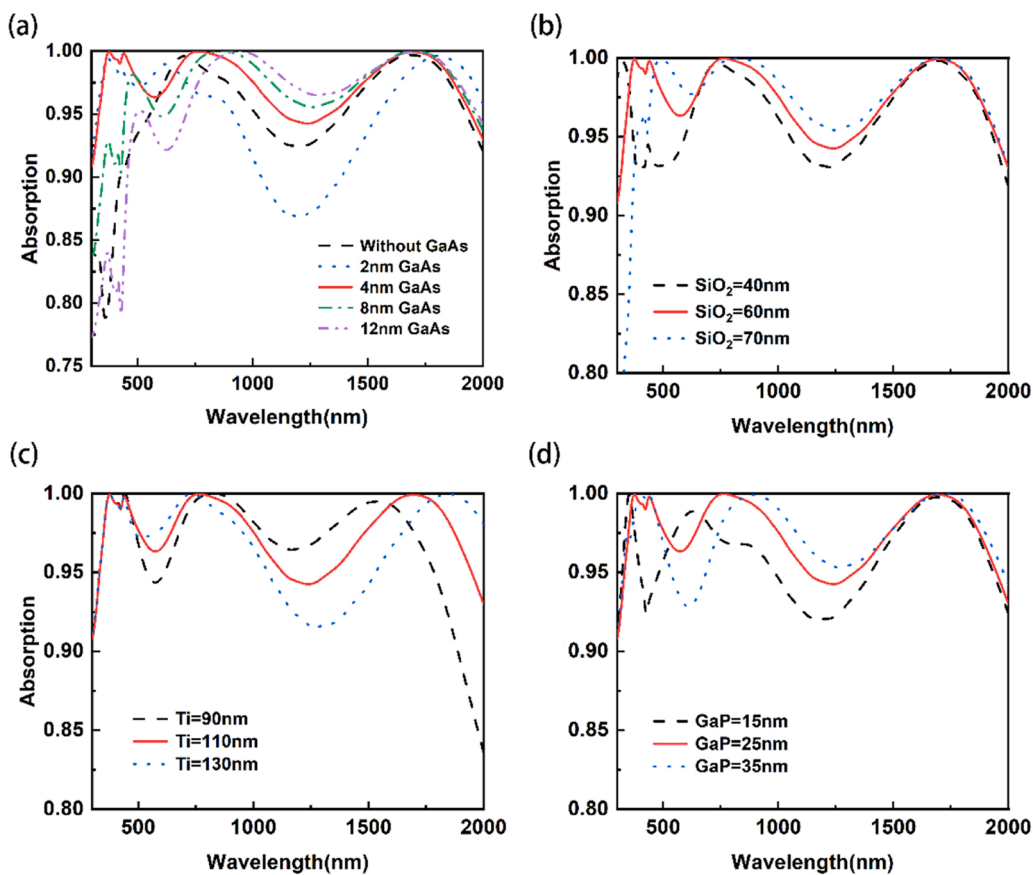 (a)
1.00
0.95
0.90
0.85
0.80
0.75
Absorption
Without GaAs
2nm GaAs
4nm GaAs
8nm GaAs
12nm GaAs
500
1000
1500
2000
Wavelength(nm)
(b)
1.00
0.95
0.90
0.85
0.80
Absorption
SiO₂=40nm
SiO₂=60nm
SiO₂=70nm
500
1000
1500
2000
Wavelength(nm)
(c)
1.00
0.95
0.90
0.85
0.80
Absorption
Ti=90nm
Ti=110nm
Ti=130nm
500
1000
1500
2000
Wavelength(nm)
(d)
1.00
0.95
0.90
0.85
0.80
Absorption
GaP=15nm
GaP=25nm
GaP=35nm
500
1000
1500
2000
Wavelength(nm)